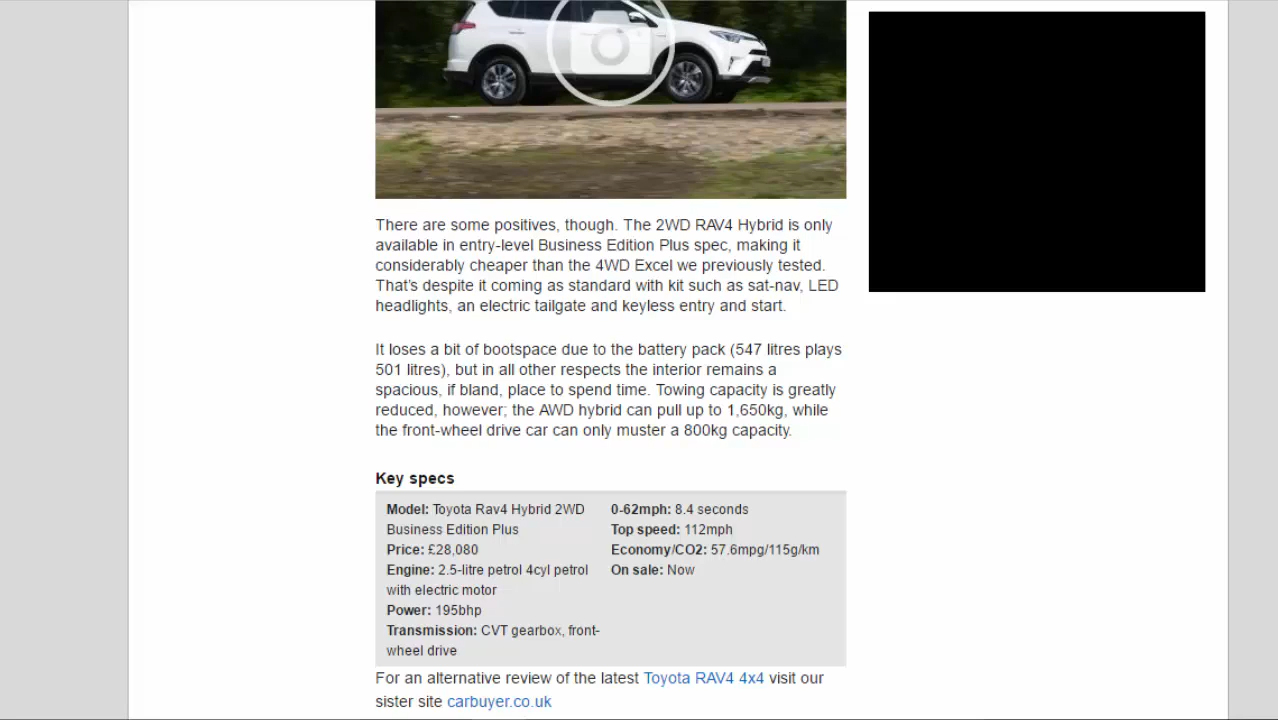 There are some positives, though. The 2WD RAV4 Hybrid is only
available in entry-level Business Edition Plus spec, making it
considerably cheaper than the 4WD Excel we previously tested.
That's despite it coming as standard with kit such as sat-nav, LED
headlights, an electric tailgate and keyless entry and start.
It loses a bit of bootspace due to the battery pack (547 litres plays
501 litres), but in all other respects the interior remains a
spacious, if bland, place to spend time. Towing capacity is greatly
reduced, however; the AWD hybrid can pull up to 1,650kg, while
the front-wheel drive car can only muster a 800kg capacity.
Key specs
Model: Toyota Rav4 Hybrid 2WD
Business Edition Plus
Price: £28,080
Engine: 2.5-litre petrol 4cyl petrol
with electric motor
Power: 195bhp
Transmission: CVT gearbox, front-
wheel drive
0-62mph: 8.4 seconds
Top speed: 112mph
Economy/CO2: 57.6mpg/115g/km
On sale: Now
For an alternative review of the latest Toyota RAV4 4x4 visit our
sister site carbuyer.co.uk